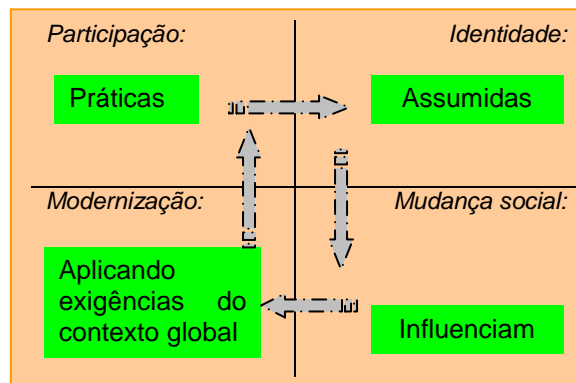 Participação:
Identidade:
Práticas
Assumidas
Modernização:
Mudança social:
Aplicando
exigências do
contexto global
Influenciam